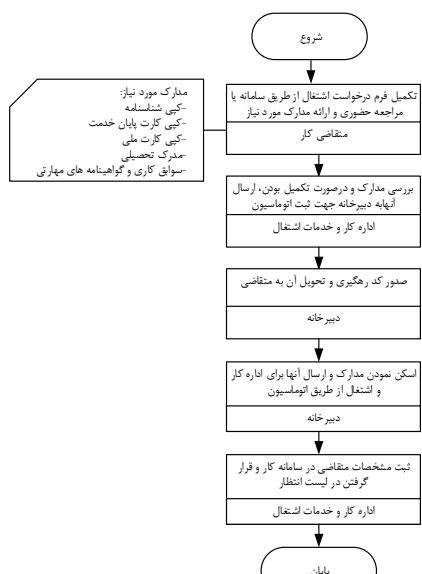 شروع
تکمیل فرم درخواست اشتغال از طریق سامانه یا
مراجعه حضوری و ارائه مدارک مورد نیاز
متقاضی کار
مدارک مورد نیاز:
-کپی شناسنامه
-کپی کارت پایان خدمت
-کپی کارت ملی
-مدرک تحصیلی
-سوابق کاری و گواهینامه های مهارتی
بررسی مدارک و درصورت تکمیل بودن، ارسال
آنهابه دبیرخانه جهت ثبت اتوماسیون
اداره کار و خدمات اشتغال
صدور کد رهگیری و تحویل آن به متقاضی
دبیرخانه
اسکن نمودن مدارک و ارسال آنها برای اداره کار
و اشتغال از طریق اتوماسیون
دبیرخانه
ثبت مشخصات متقاضی در سامانه کار و قرار
گرفتن در لیست انتظار
اداره کار و خدمات اشتغال
پایان